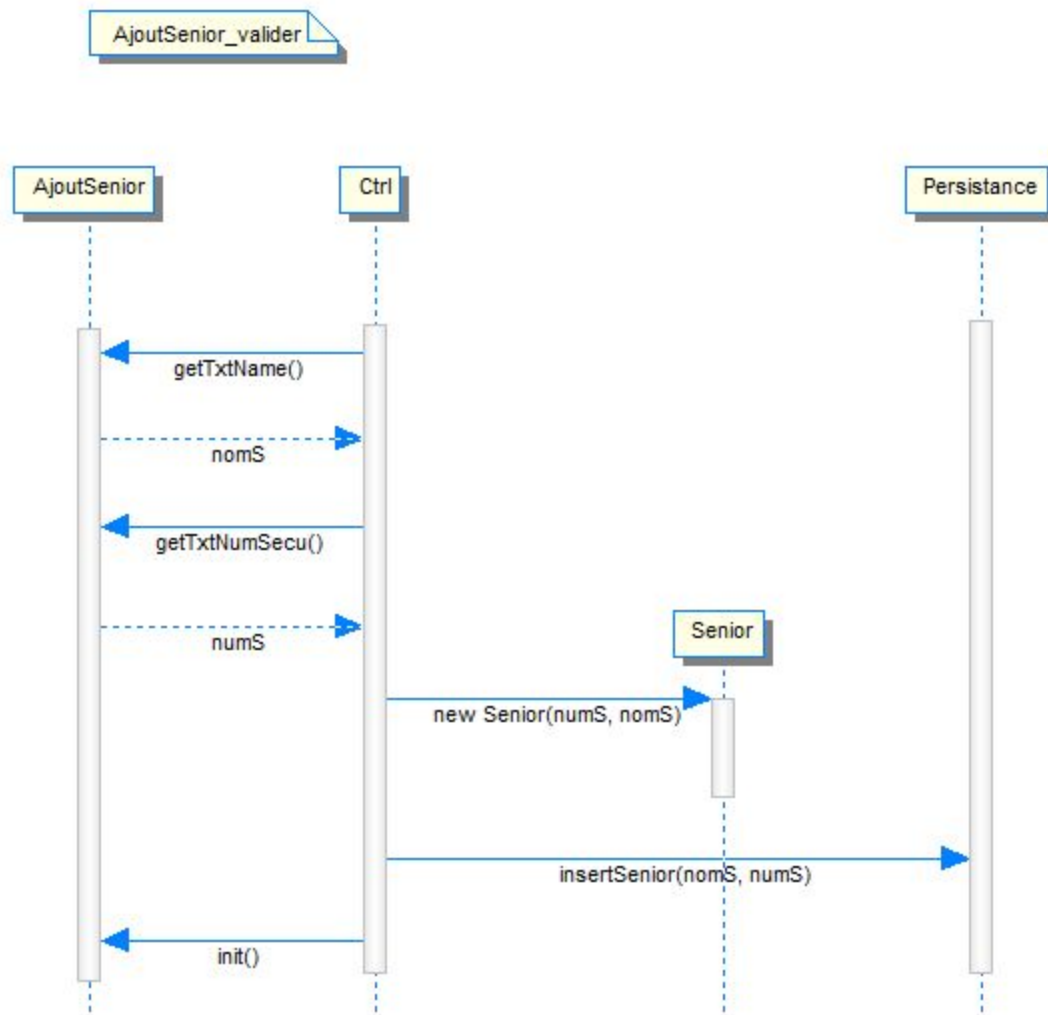 AjoutSenior_valider
AjoutSenior
Ctrl
Persistance
getTxtName()
nomS
getTxtNumSecu()
numS
Senior
new Senior(numS, nomS)
insertSenior(nomS, numS)
init()